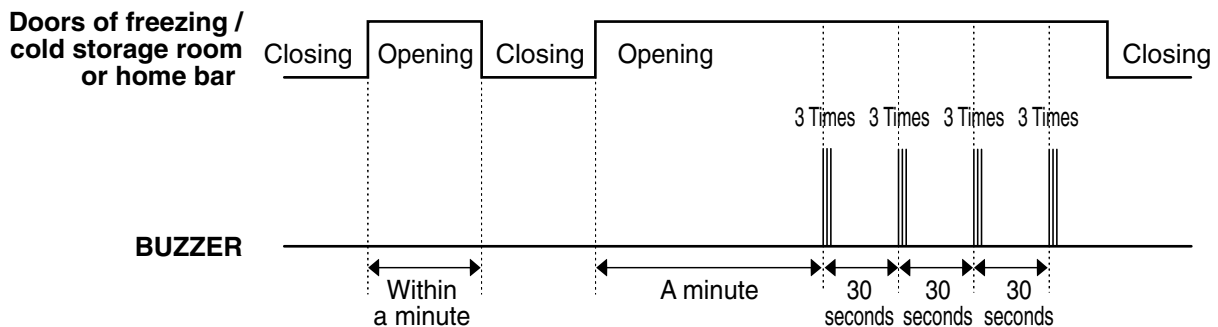 Doors of freezing /
cold storage room
or home bar
Closing Opening Closing Opening Closing
3 Times 3 Times 3 Times 3 Times
BUZZER
Within
a minute
A minute
30
seconds
30
seconds
30
seconds